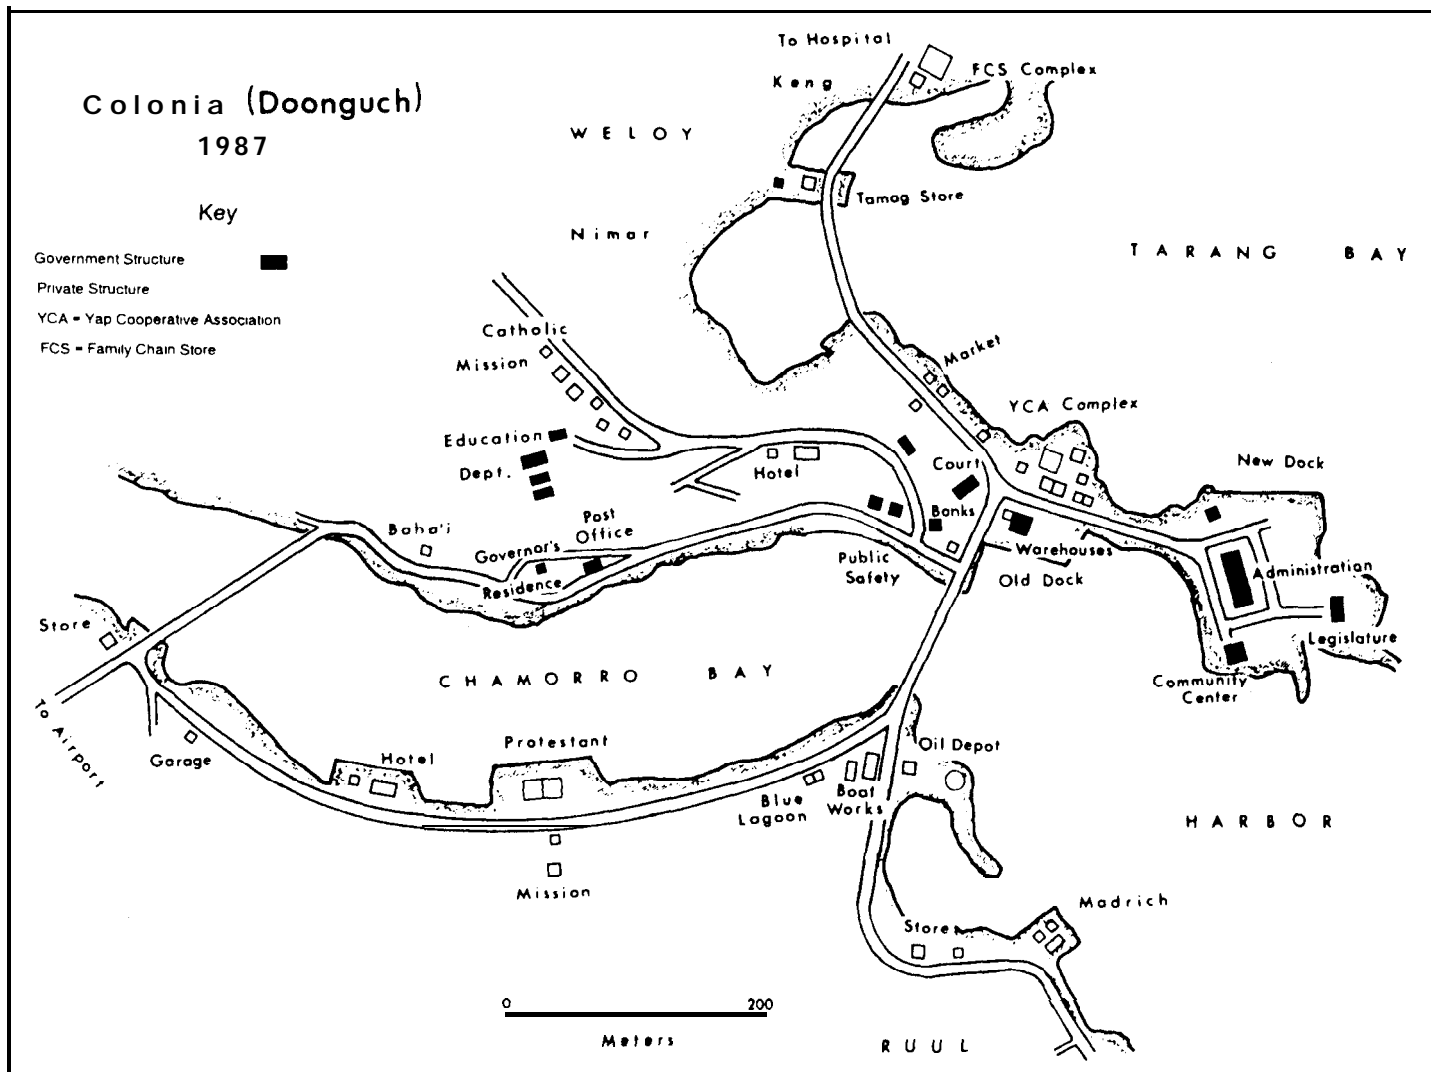 Colonia (Doonguch)
1987
Key
Government Structure
Private Structure
YCA = Yap Cooperative Association
FCS = Family Chain Store
To Hospital
Keng
FCS Complex
WELOY
Tamag Store
Nimar
TARANG BAY
Catholic
Mission
Market
YCA Complex
Education
Dept.
Hotel
Court
New Dock
Banks
Post
Office
Baha'i
Governor's
Residence
Public
Safety
Warehouses
Old Dock
Administration
Legislature
Community
Center
Store
CHAMORRO BAY
To Airport
Garage
Hotel
Protestant
Mission
Blue
Lagoon
Boat
Works
Oil Depot
HARBOR
Madrich
Store
0 200
Meters
RUUL